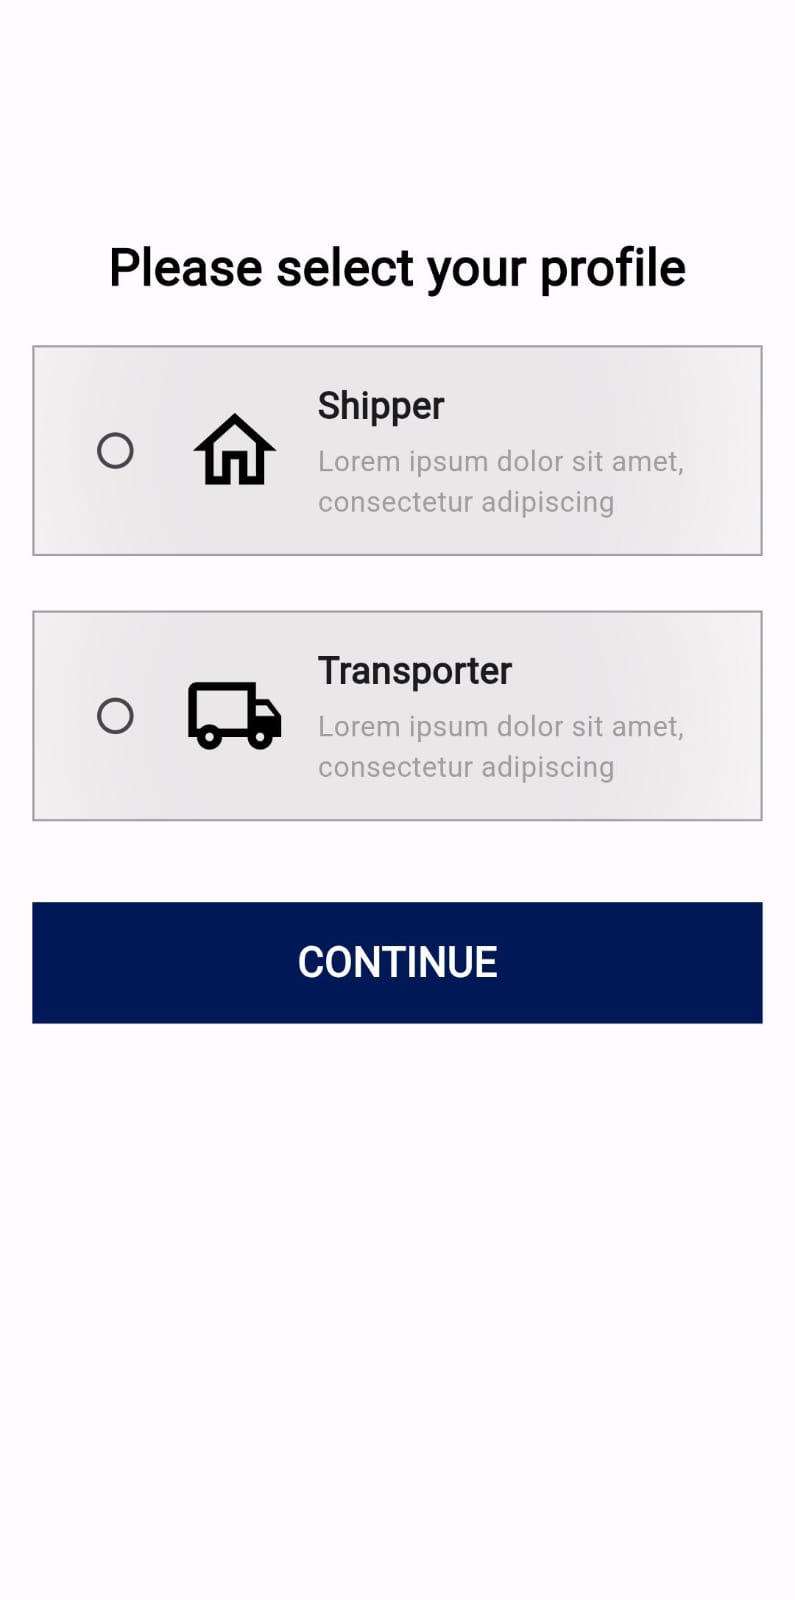 Please select your profile
Shipper
Lorem ipsum dolor sit amet,
consectetur adipiscing
Transporter
Lorem ipsum dolor sit amet,
consectetur adipiscing
CONTINUE